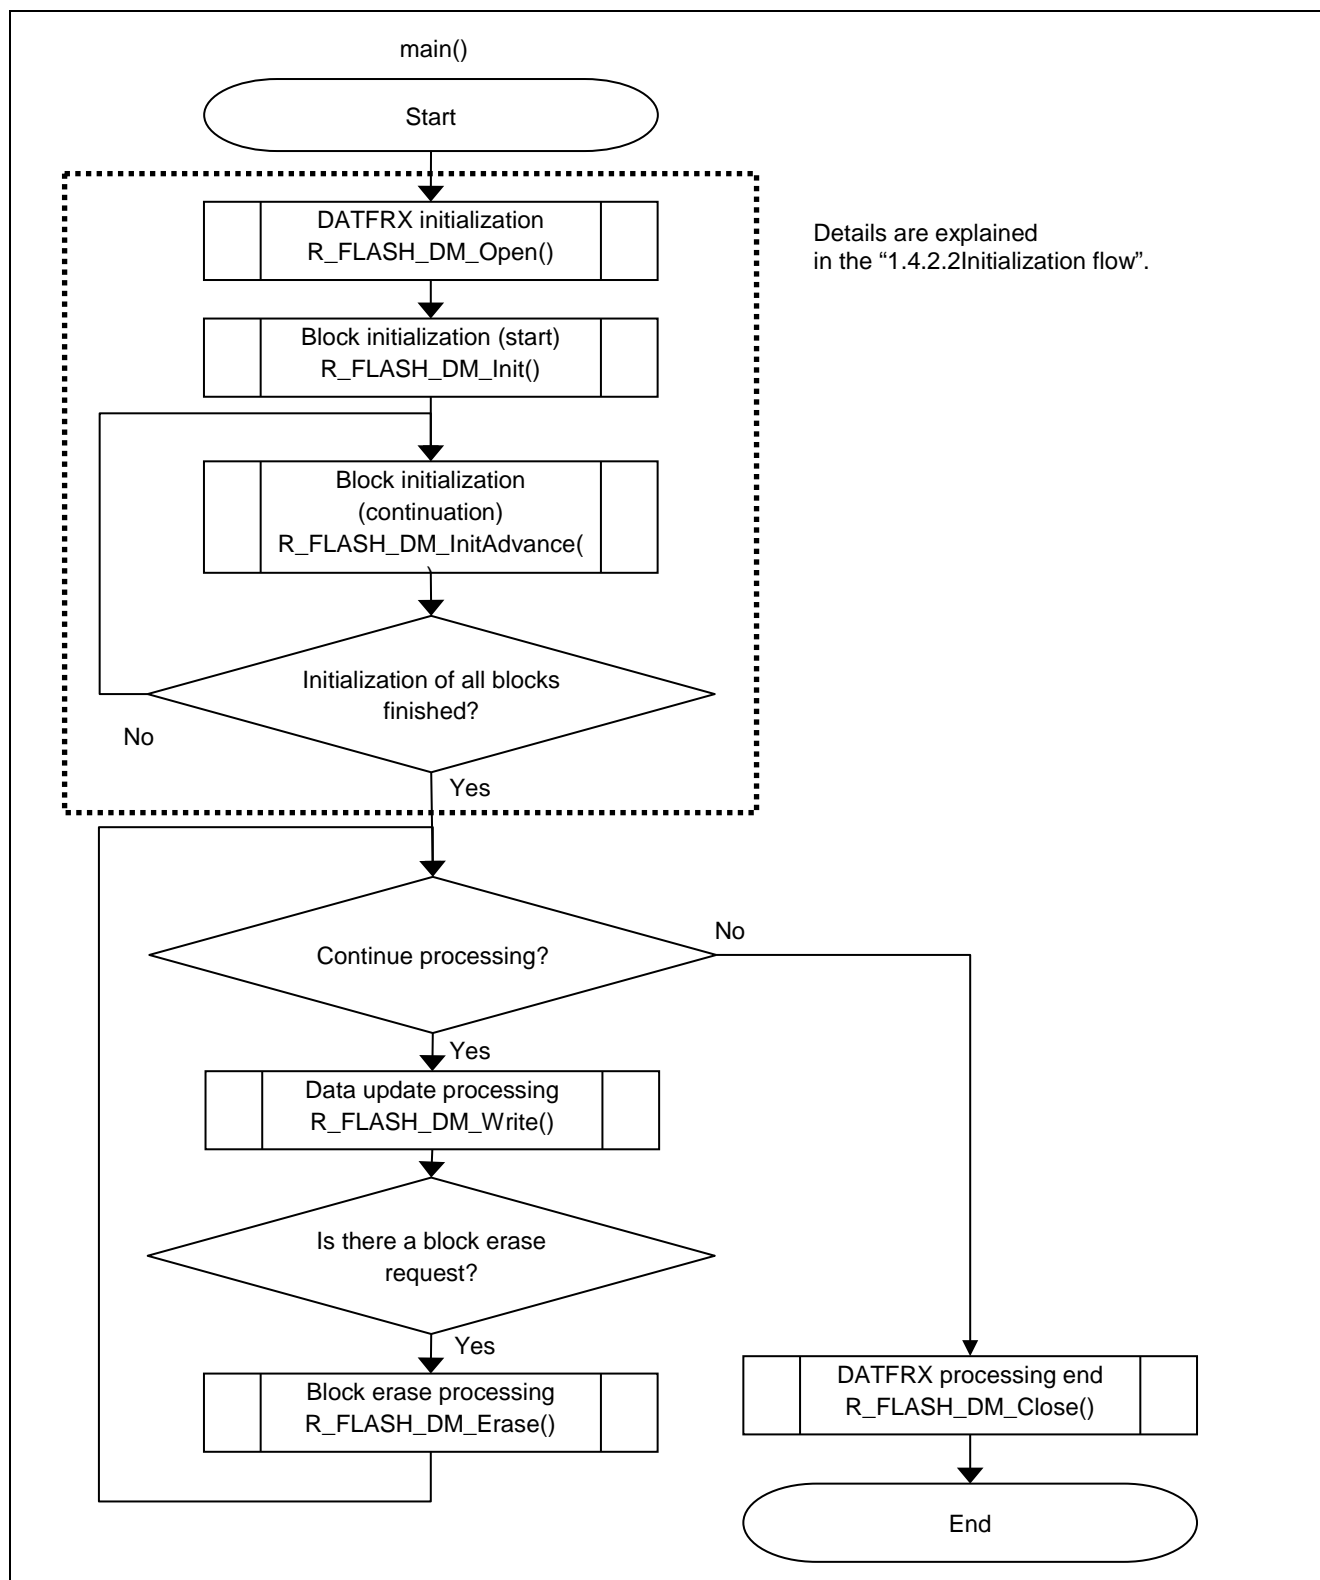 main()
Start
DATFRX initialization
R_FLASH_DM_Open()
Details are explained
in the “1.4.2.2Initialization flow”.
Block initialization (start)
R_FLASH_DM_Init()
Block initialization
(continuation)
R_FLASH_DM_InitAdvance(
Initialization of all blocks
finished?
No
Yes
Continue processing?
No
Yes
Data update processing
R_FLASH_DM_Write()
Is there a block erase
request?
Yes
Block erase processing
R_FLASH_DM_Erase()
DATFRX processing end
R_FLASH_DM_Close()
End